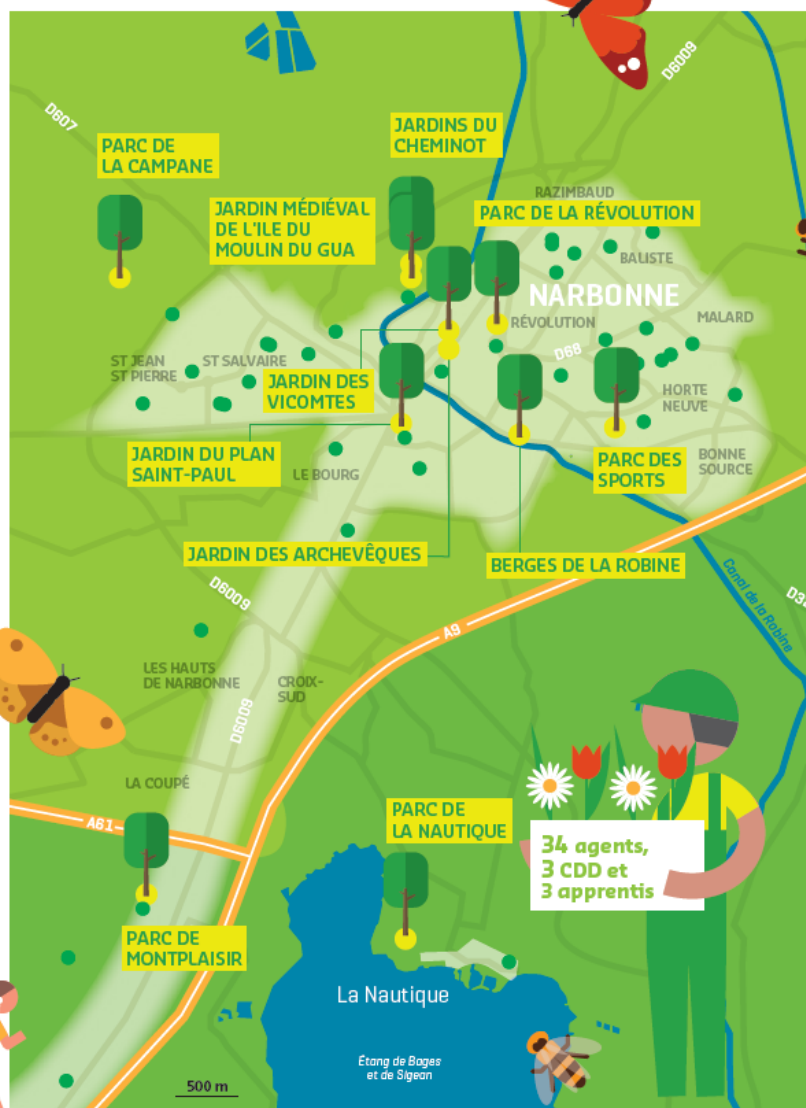 D6009
D607
JARDINS DU
CHEMINOT
PARC DE
LA CAMPANE
RAZIMBAUD
JARDIN MÉDIÉVAL
DE L'ILE DU
MOULIN DU GUA
PARC DE LA RÉVOLUTION
BALISTE
NARBONNE
RÉVOLUTION
MALARD
D68
ST JEAN
ST PIERRE
ST SALVAIRE
JARDIN DES
VICOMTES
HORTE
NEUVE
JARDIN DU PLAN
SAINT-PAUL
LE BOURG
PARC DES
SPORTS
BONNE
SOURCE
JARDIN DES ARCHEVÊQUES
BERGES DE LA ROBINE
Canal de la Robine
D6009
A9
LES HAUTS
DE NARBONNE
CROIX-
SUD
D6009
LA COUPÉ
A61
PARC DE
LA NAUTIQUE
34 agents,
3 CDD et
3 apprentis
PARC DE
MONTPLAISIR
La Nautique
Étang de Bages
et de Sigean
500 m